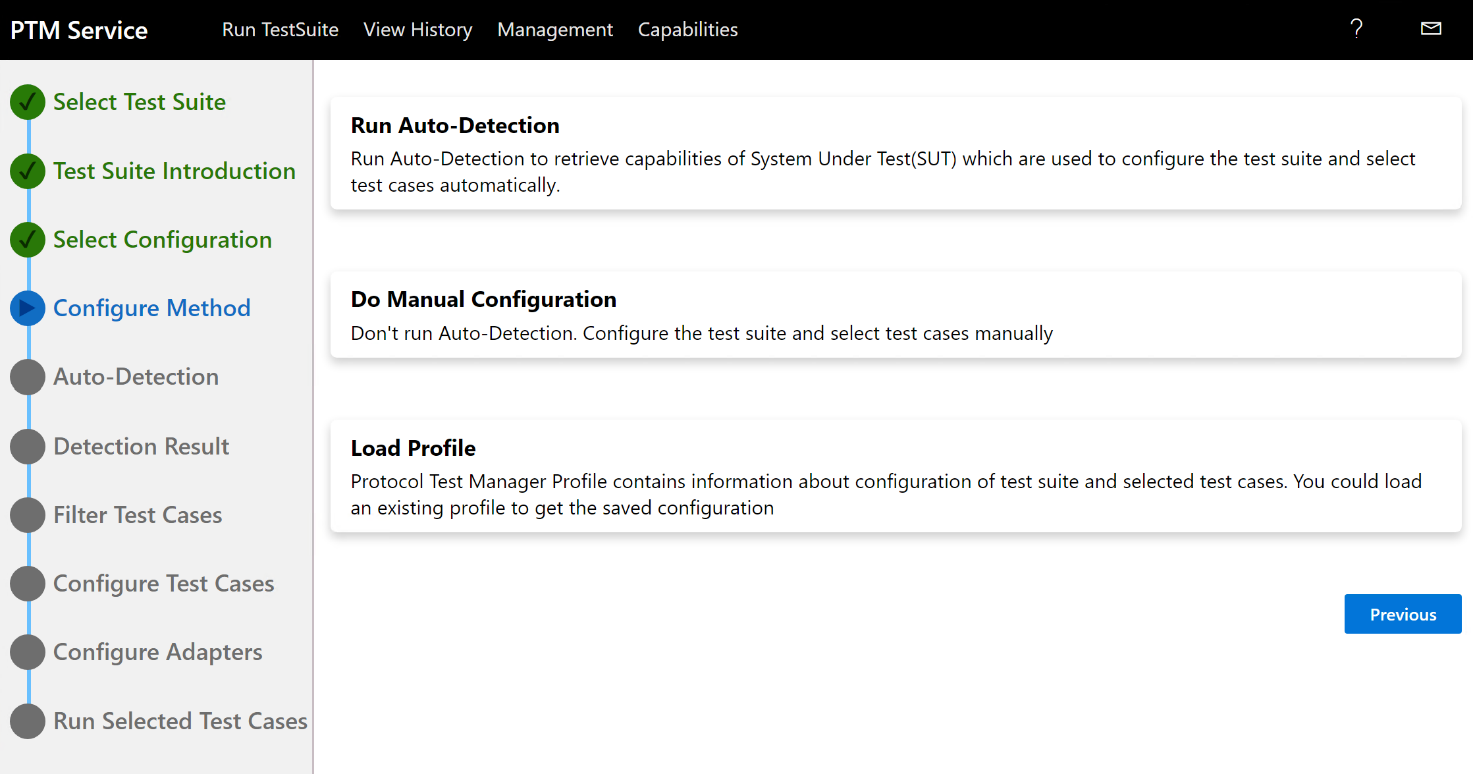 PTM Service
Run TestSuite
View History
Management
Capabilities
?
Select Test Suite
Test Suite Introduction
Select Configuration
Configure Method
Auto-Detection
Detection Result
Filter Test Cases
Configure Test Cases
Configure Adapters
Run Selected Test Cases
Run Auto-Detection
Run Auto-Detection to retrieve capabilities of System Under Test(SUT) which are used to configure the test suite and select
test cases automatically.
Do Manual Configuration
Don't run Auto-Detection. Configure the test suite and select test cases manually
Load Profile
Protocol Test Manager Profile contains information about configuration of test suite and selected test cases. You could load
an existing profile to get the saved configuration
Previous